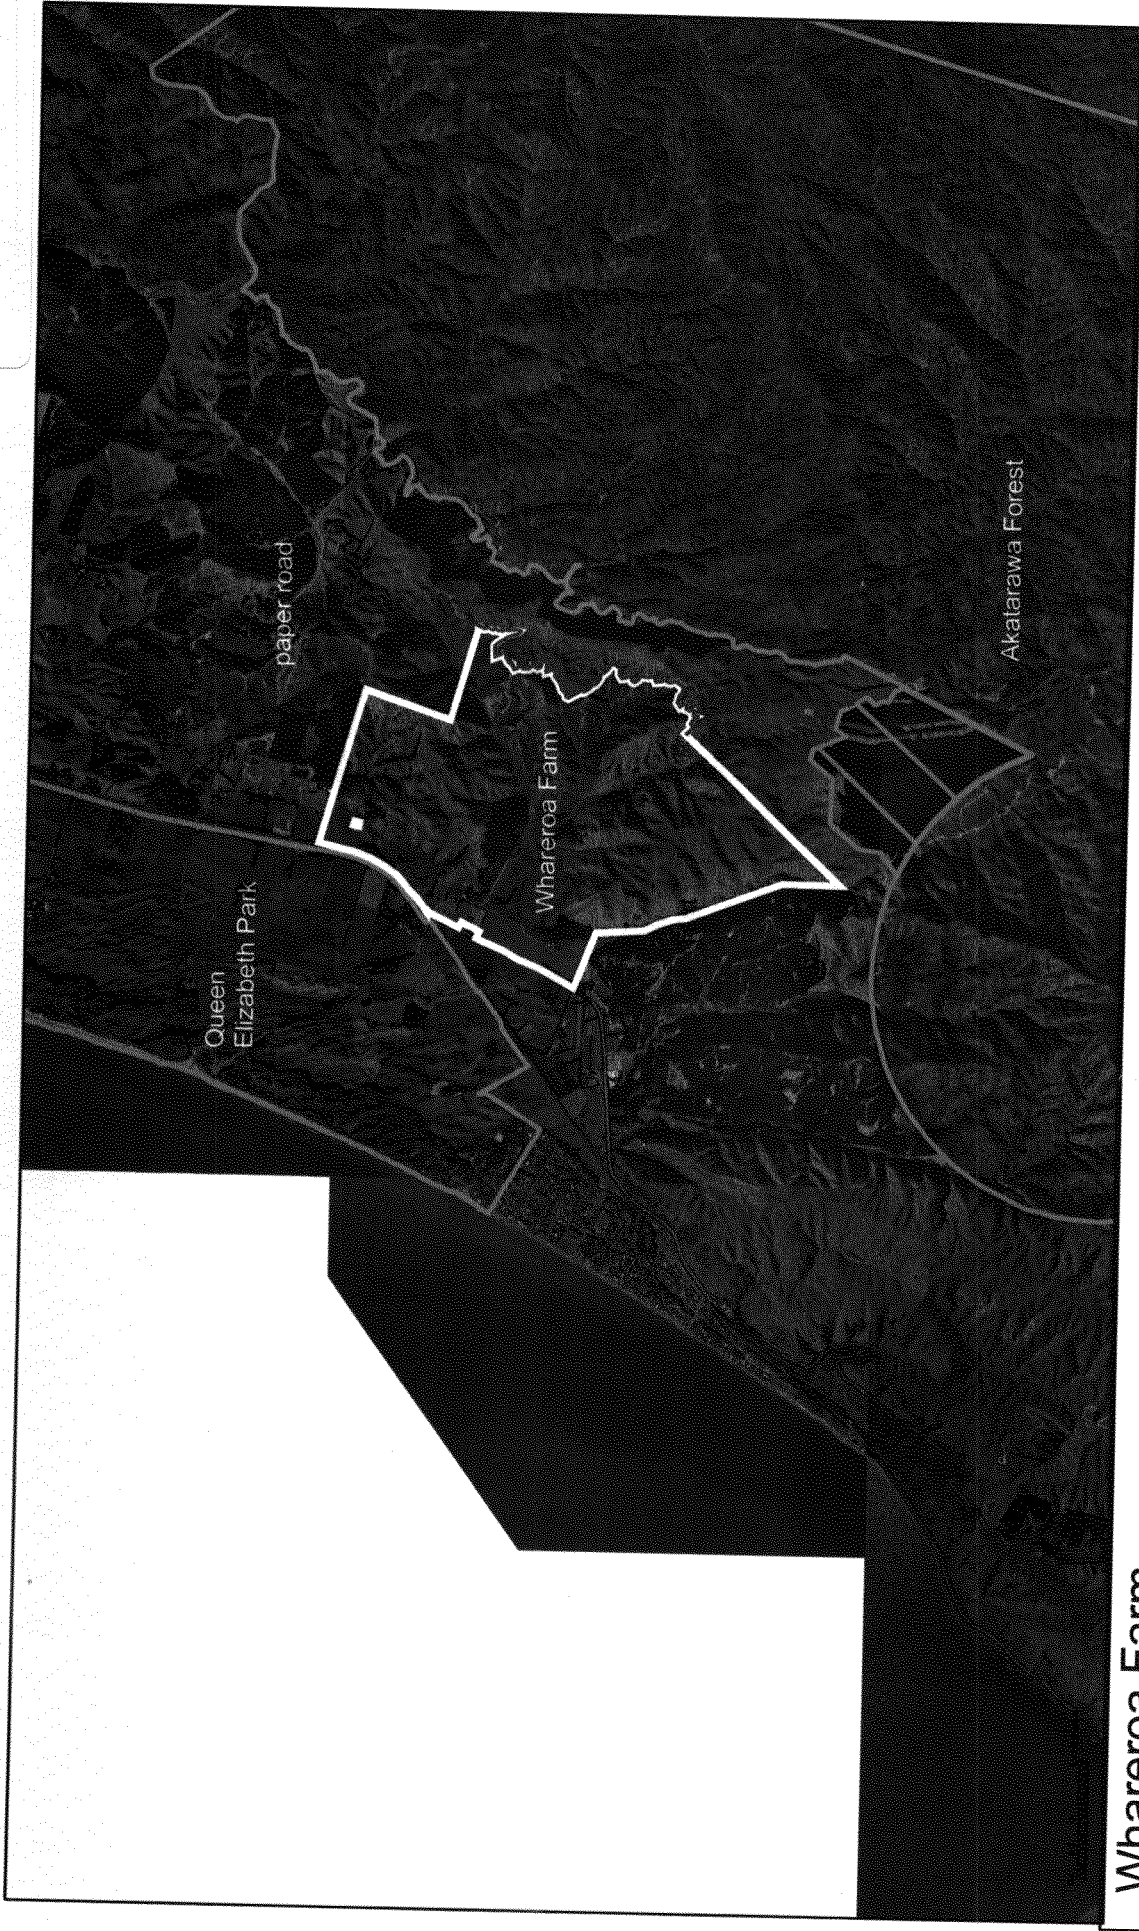 Queen
Elizabeth Park
paper road
Whareroa Farm
Akatarawa Forest
Whareroa Farm